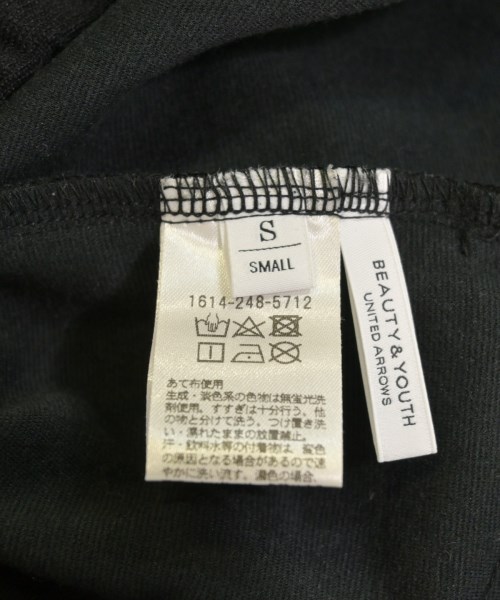 S
SMALL
1614-248-5712
あて布使用
生成・淡色系の色物は無蛍光洗
剤使用。すすぎは十分行う。他
の物と分けて洗う。つけ置き洗
い・濡れたままの放置禁止。
汗・飲料水等の付着物は、変色
の原因となる場合があるので速
やかに洗い流す。濃色の場合、
BEAUTY & YOUTH
UNITED ARROWS